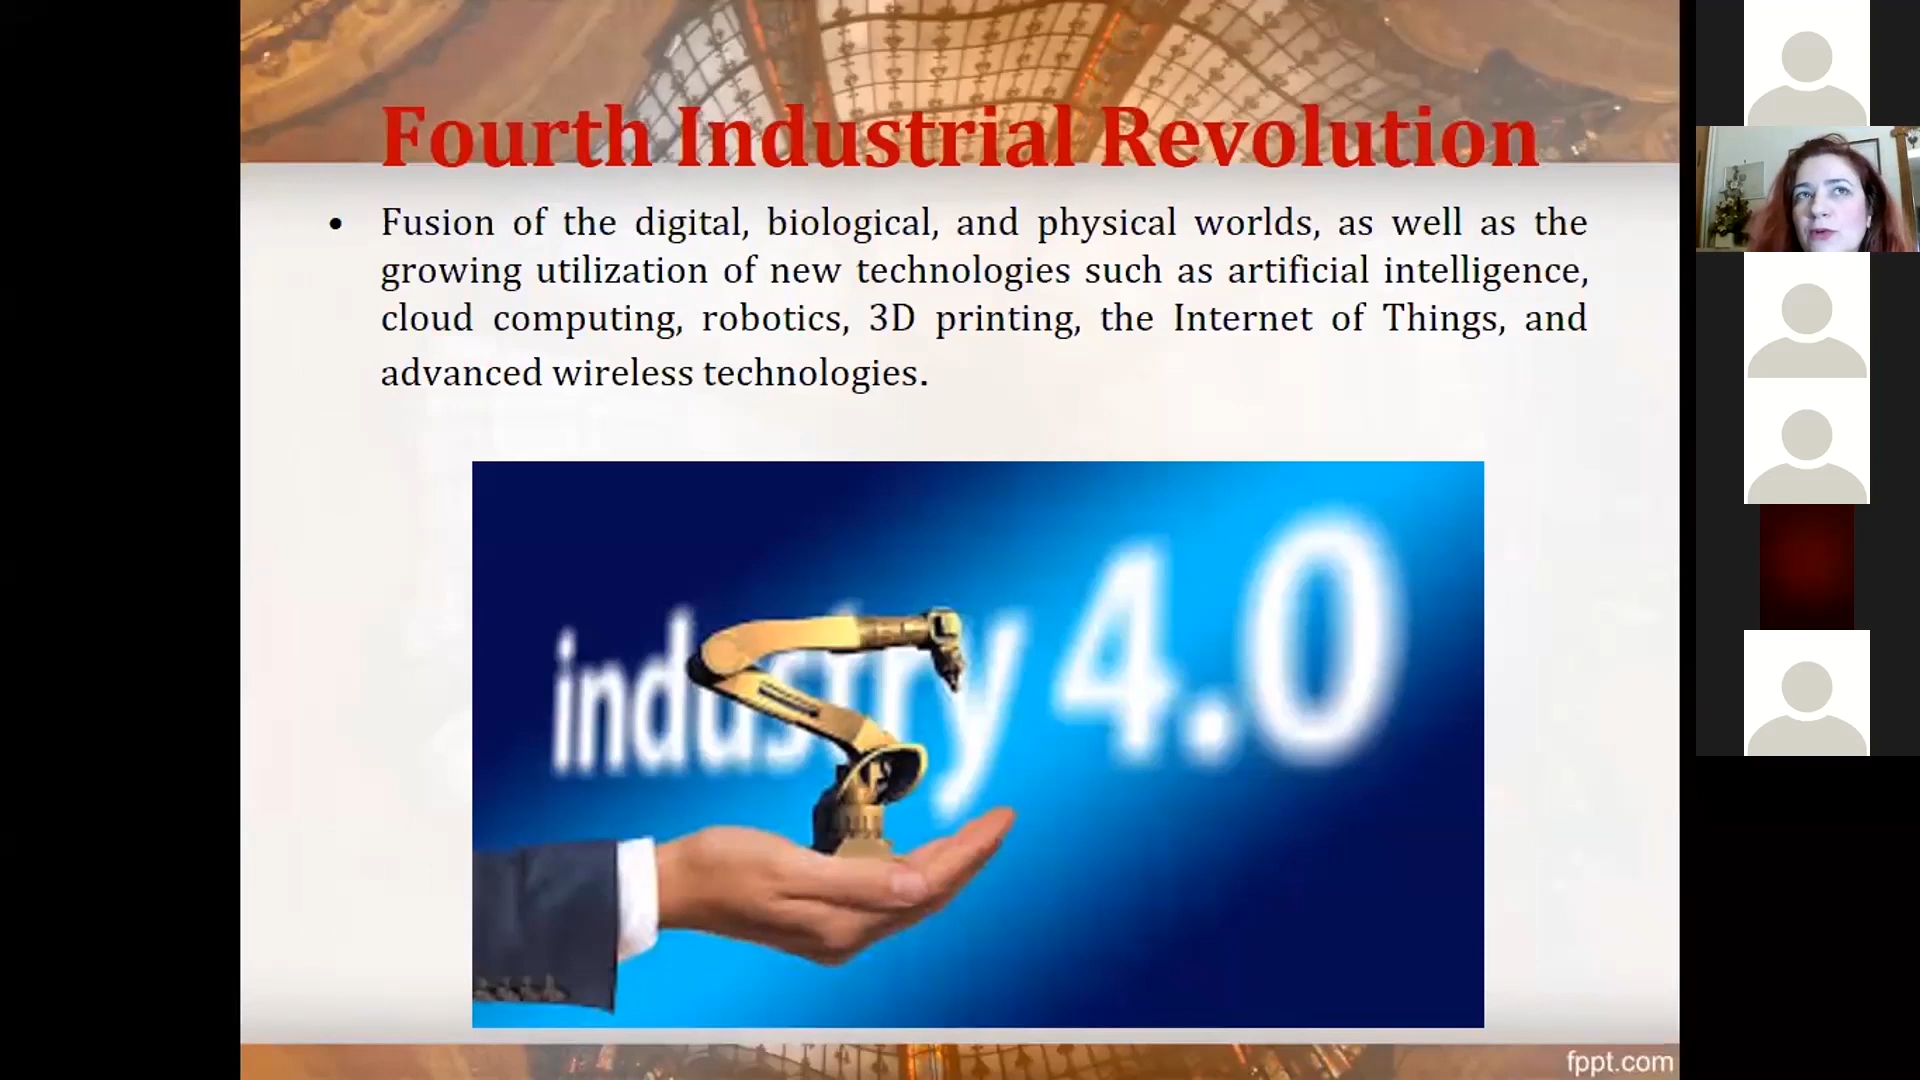 Fourth Industrial Revolution
• Fusion of the digital, biological, and physical worlds, as well as the
growing utilization of new technologies such as artificial intelligence,
cloud computing, robotics, 3D printing, the Internet of Things, and
advanced wireless technologies.
industry 4.0
fppt.com